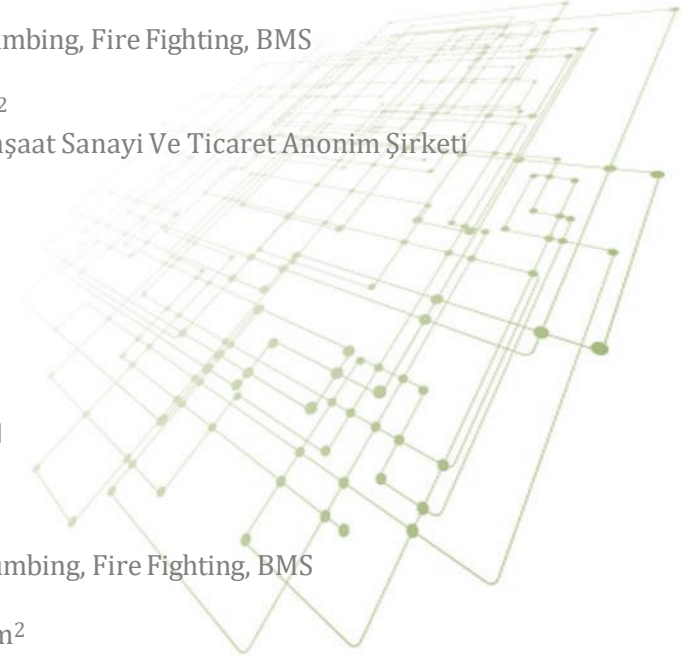 mbing, Fire Fighting, BMS
2
şaat Sanayi Ve Ticaret Anonim Şirketi
mbing, Fire Fighting, BMS
m²